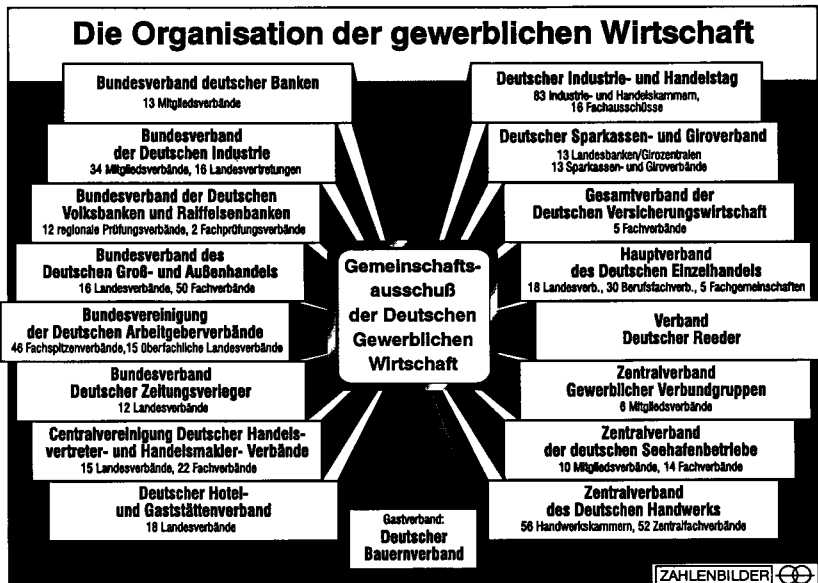 Die Organisation der gewerblichen Wirtschaft
Bundesverband deutscher Banken
13 Mitgliedsverbände
Bundesverband
der Deutschen Industrie
34 Mitgliedsverbände, 16 Landesvertretungen
Bundesverband der Deutschen
Volksbanken und Raiffeisenbanken
12 regionale Prüfungsverbände, 2 Fachprüfungsverbände
Bundesverband des
Deutschen Groß- und Außenhandels
16 Landesverbände, 50 Fachverbände
Bundesvereinigung
der Deutschen Arbeitgeberverbände
46 Fachspitzenverbände,15 überfachliche Landesverbände
Bundesverband
Deutscher Zeitungsverleger
12 Landesverbände
Centralvereinigung Deutscher Handels-
vertreter- und Handelsmakler- Verbände
15 Landesverbände, 22 Fachverbände
Deutscher Hotel-
und Gaststättenverband
18 Landesverbände
Gemeinschafts-
ausschuß
der Deutschen
Gewerblichen
Wirtschaft
Gastverband:
Deutscher
Bauernverband
Deutscher Industrie- und Handelstag
83 Industrie- und Handelskammern,
16 Fachausschüsse
Deutscher Sparkassen- und Giroverband
13 Landesbanken/Girozentralen
13 Sparkassen- und Giroverbände
Gesamtverband der
Deutschen Versicherungswirtschaft
5 Fachverbände
Hauptverband
des Deutschen Einzelhandels
18 Landesverb., 30 Berufsfachverb., 5 Fachgemeinschaften
Verband
Deutscher Reeder
Zentralverband
Gewerblicher Verbundgruppen
6 Mitgliedsverbände
Zentralverband
der deutschen Seehafenbetriebe
10 Mitgliedsverbände, 14 Fachverbände
Zentralverband
des Deutschen Handwerks
56 Handwerkskammern, 52 Zentralfachverbände
ZAHLENBILDER